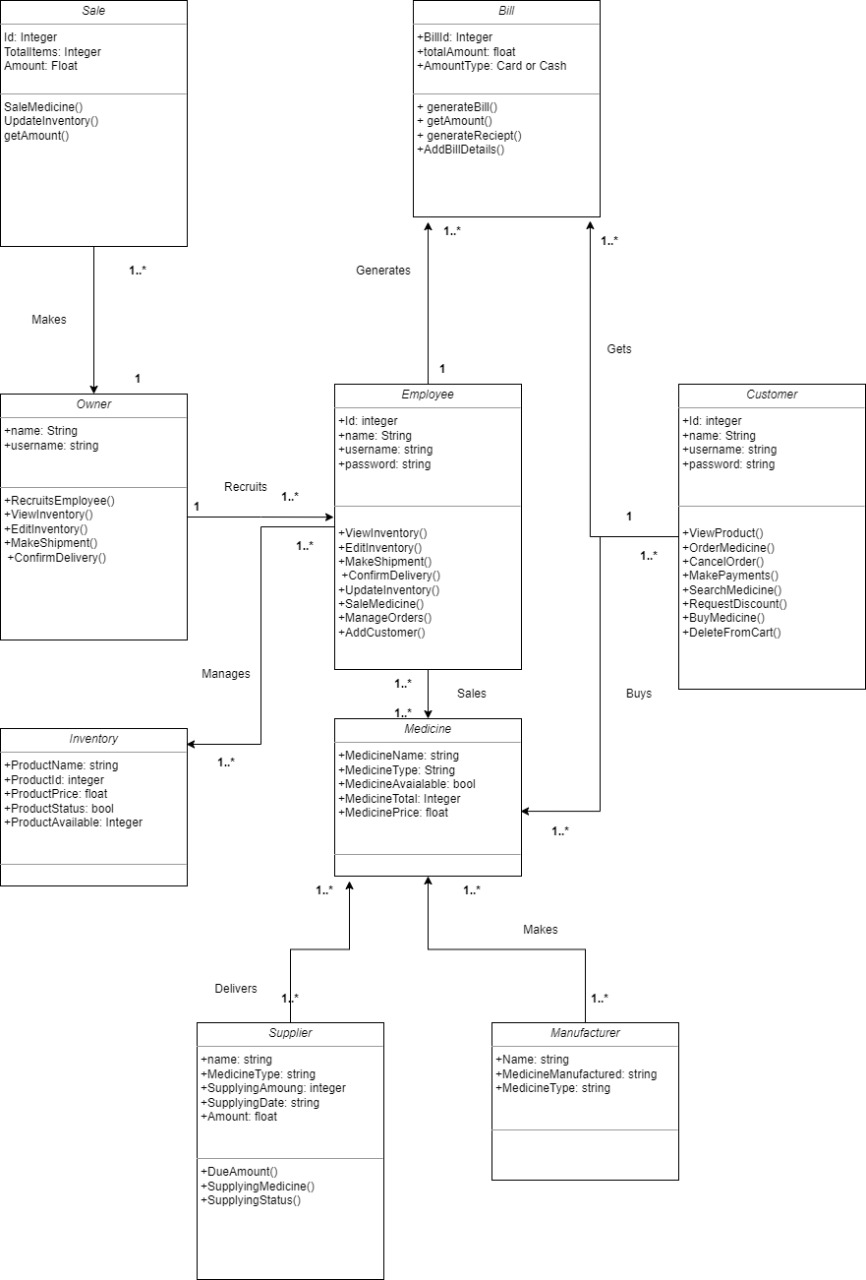 Sale
Id: Integer
TotalItems: Integer
Amount: Float
SaleMedicine()
UpdateInventory()
getAmount()
Bill
+BillId: Integer
+totalAmount: float
+AmountType: Card or Cash
+ generateBill()
+ getAmount()
+ generateReciept()
+AddBillDetails()
1..*
Makes
1
1..*
Generates
1
1..*
Gets
Owner
+name: String
+username: string
+RecruitsEmployee()
+ViewInventory()
+EditInventory()
+MakeShipment()
+ConfirmDelivery()
Recruits
1
1..*
Employee
+Id: integer
+name: String
+username: string
+password: string
+ViewInventory()
+EditInventory()
+MakeShipment()
+ConfirmDelivery()
+UpdateInventory()
+SaleMedicine()
+ManageOrders()
+AddCustomer()
Customer
+Id: integer
+name: String
+username: string
+password: string
+ViewProduct()
+OrderMedicine()
+CancelOrder()
+MakePayments()
+SearchMedicine()
+RequestDiscount()
+BuyMedicine()
+DeleteFromCart()
1
1..*
1..*
Manages
1..*
1..*
Sales
1..*
Buys
1..*
Inventory
+ProductName: string
+ProductId: integer
+ProductPrice: float
+ProductStatus: bool
+ProductAvailable: Integer
Medicine
+MedicineName: string
+MedicineType: String
+MedicineAvaialable: bool
+MedicineTotal: Integer
+MedicinePrice: float
1..*
Delivers
1..*
1..*
Makes
1..*
Supplier
+name: string
+MedicineType: string
+SupplyingAmoung: integer
+SupplyingDate: string
+Amount: float
+DueAmount()
+SupplyingMedicine()
+SupplyingStatus()
Manufacturer
+Name: string
+MedicineManufactured: string
+MedicineType: string